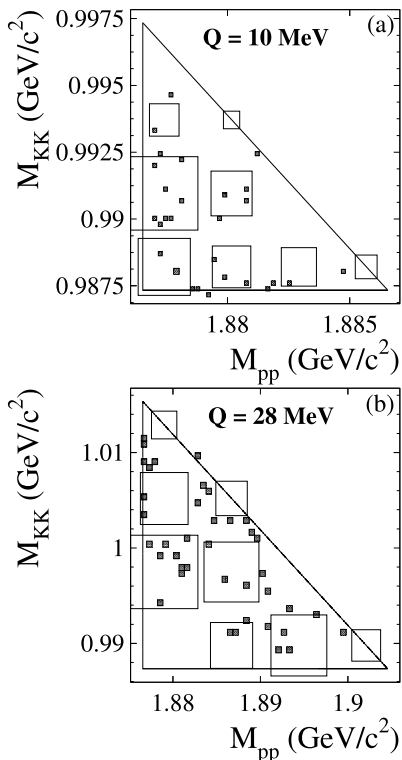 0.9975
(a)
Q = 10 MeV
0.995
0.9925
0.99
0.9875
M_KK (GeV/c²)
1.88
1.885
M_pp (GeV/c²)
(b)
Q = 28 MeV
1.01
1
0.99
M_KK (GeV/c²)
1.88
1.89
1.9
M_pp (GeV/c²)